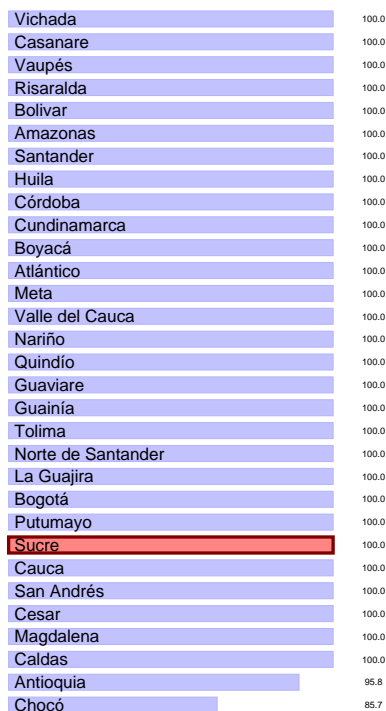 Vichada 100.0
Casanare 100.0
Vaupés 100.0
Risaralda 100.0
Bolivar 100.0
Amazonas 100.0
Santander 100.0
Huila 100.0
Córdoba 100.0
Cundinamarca 100.0
Boyacá 100.0
Atlántico 100.0
Meta 100.0
Valle del Cauca 100.0
Nariño 100.0
Quindío 100.0
Guaviare 100.0
Guainía 100.0
Tolima 100.0
Norte de Santander 100.0
La Guajira 100.0
Bogotá 100.0
Putumayo 100.0
Sucre 100.0
Cauca 100.0
San Andrés 100.0
Cesar 100.0
Magdalena 100.0
Caldas 100.0
Antioquia 95.8
Chocó 85.7